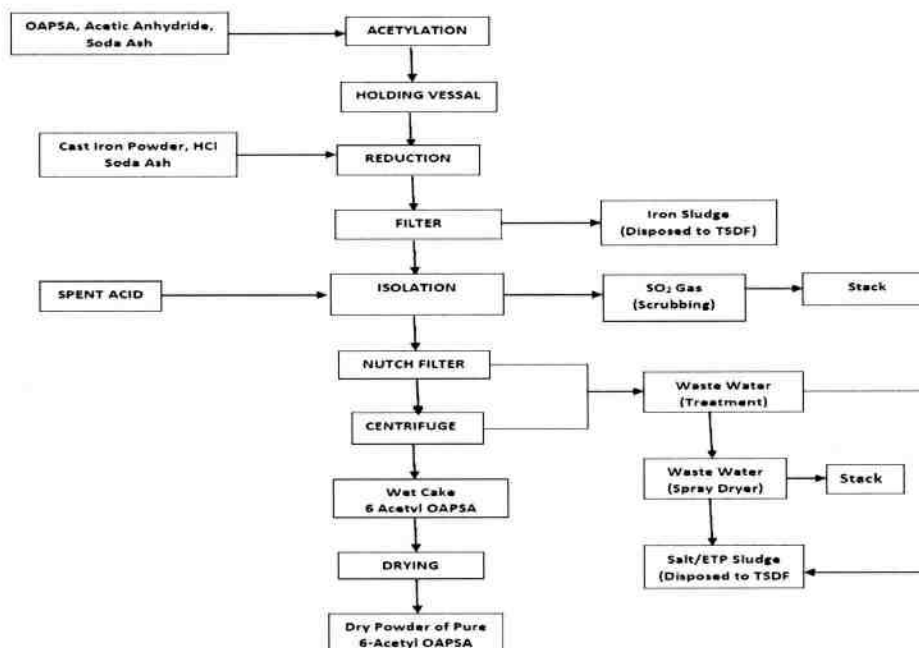 OAPSA, Acetic Anhydride,
Soda Ash
ACETYLATION
HOLDING VESSAL
Cast Iron Powder, HCl
Soda Ash
REDUCTION
FILTER
Iron Sludge
(Disposed to TSDF)
SPENT ACID
ISOLATION
SO₂ Gas
(Scrubbing)
Stack
NUTCH FILTER
Waste Water
(Treatment)
CENTRIFUGE
Waste Water
(Spray Dryer)
Stack
Wet Cake
6 Acetyl OAPSA
Salt/ETP Sludge
(Disposed to TSDF
DRYING
Dry Powder of Pure
6-Acetyl OAPSA